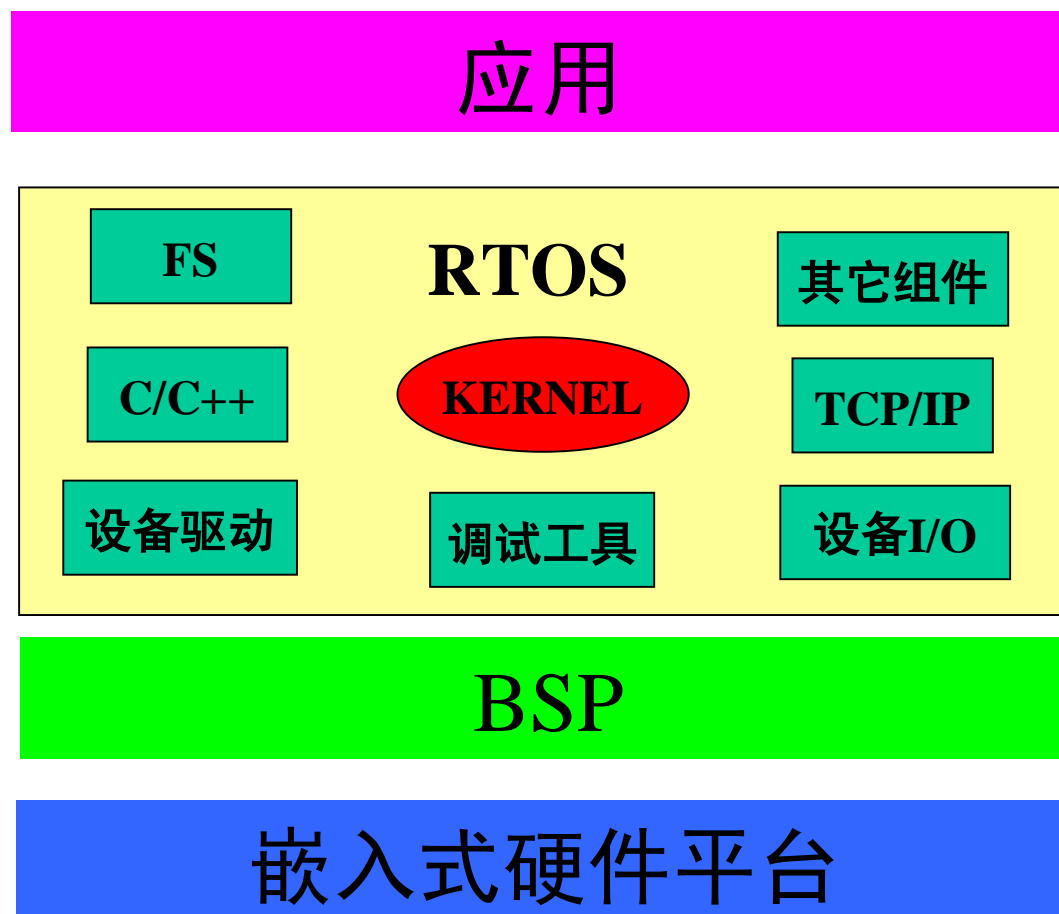 应用
FS
RTOS
其它组件
C/C++
KERNEL
TCP/IP
设备驱动
调试工具
设备I/O
BSP
嵌入式硬件平台